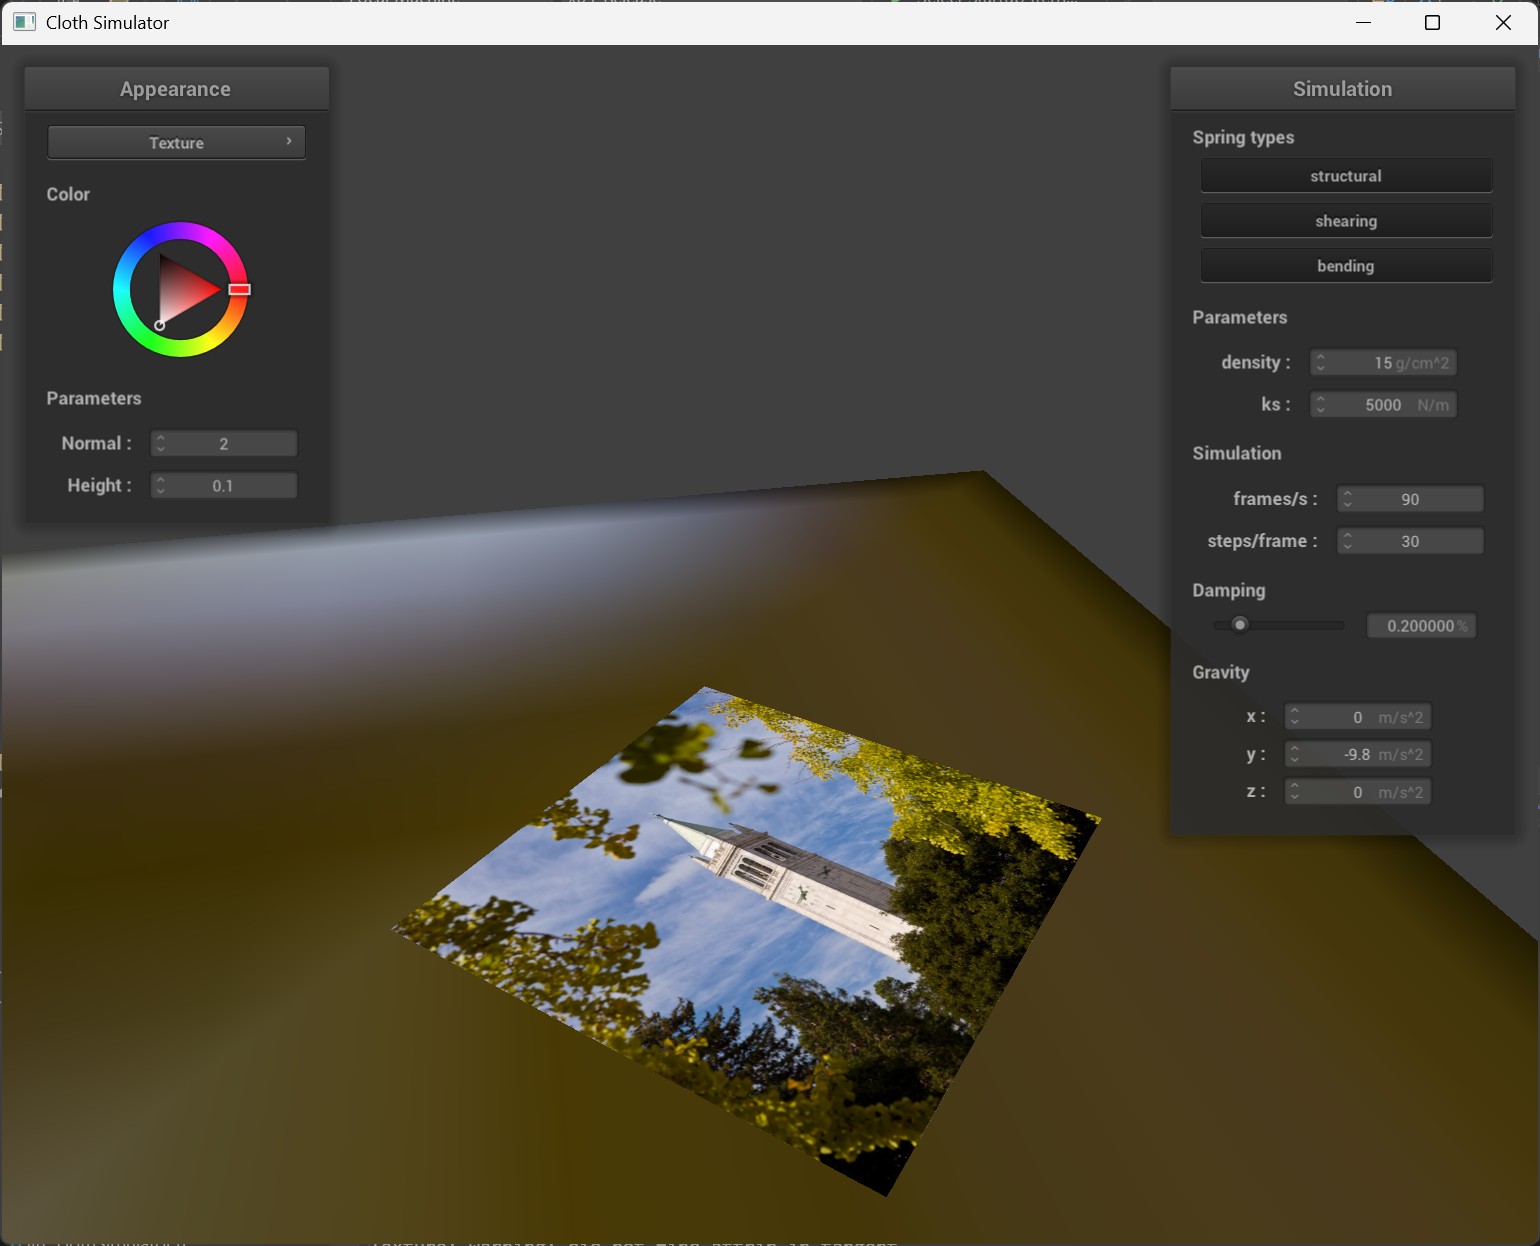 Cloth Simulator
Appearance
Texture
Color
Parameters
Normal : 2
Height : 0.1
Simulation
Spring types
structural
shearing
bending
Parameters
density : 15 g/cm^2
ks : 5000 N/m
Simulation
frames/s : 90
steps/frame : 30
Damping
0.200000 %
Gravity
x : 0 m/s^2
y : -9.8 m/s^2
z : 0 m/s^2